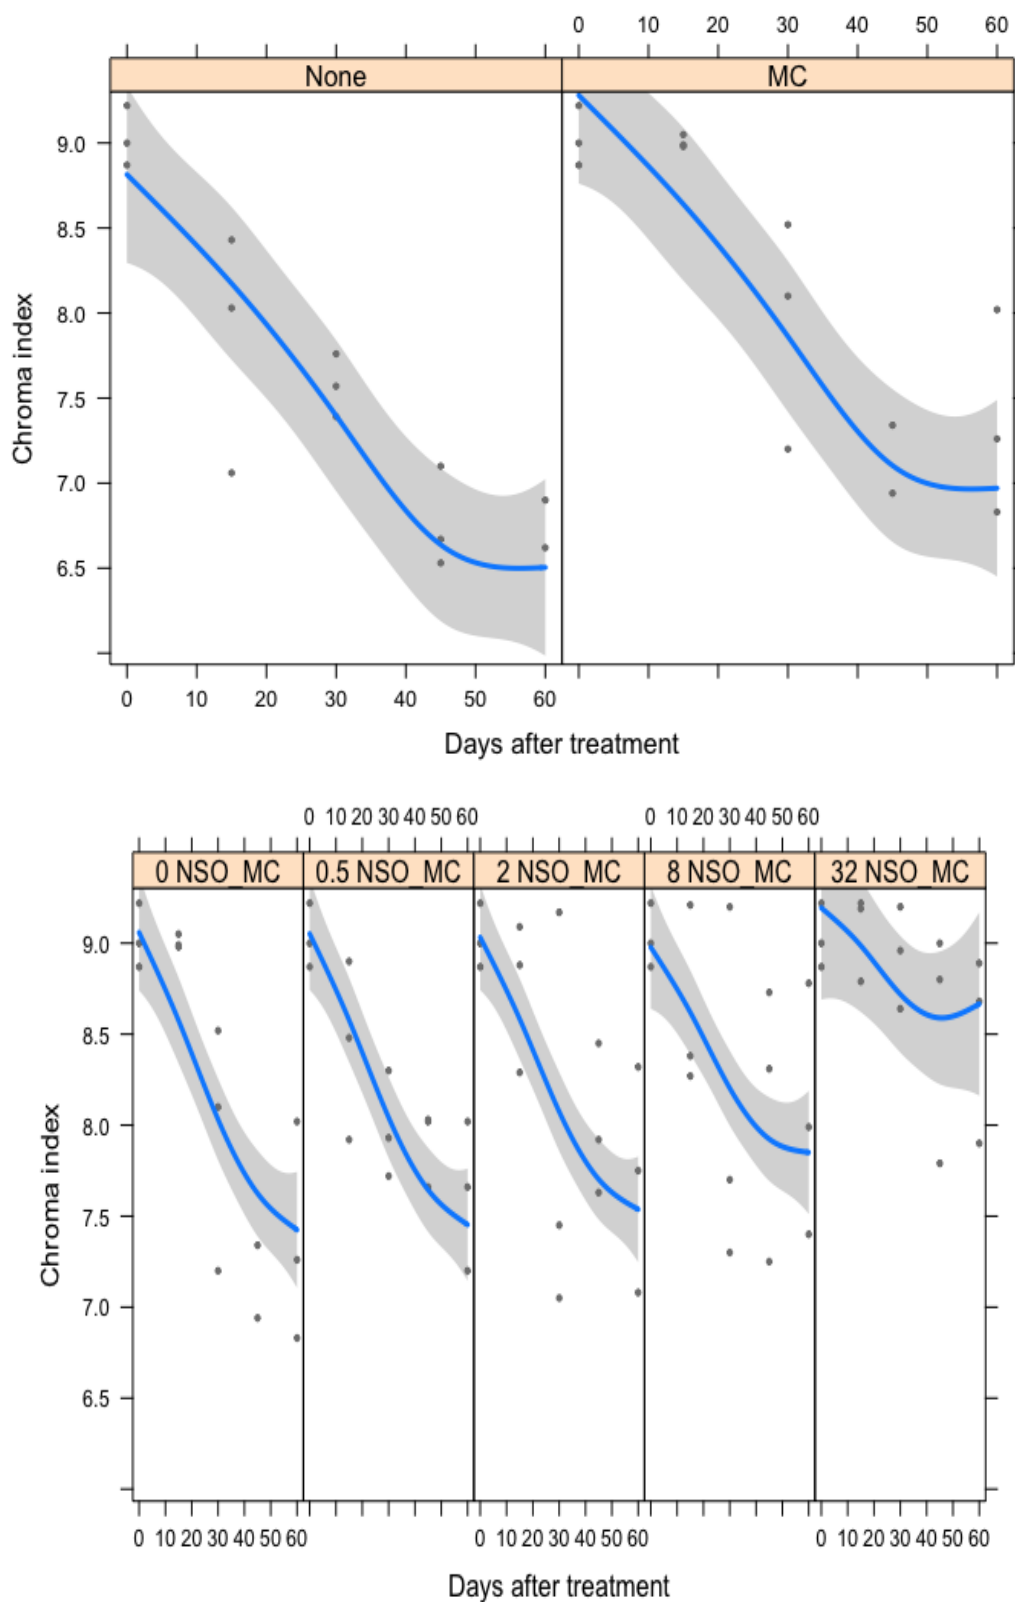 0 10 20 30 40 50 60
None MC
9.0
8.5
8.0
7.5
7.0
6.5
Chroma index
0 10 20 30 40 50 60
Days after treatment
0 10 20 30 40 50 60 0 10 20 30 40 50 60
0 NSO_MC 0.5 NSO_MC 2 NSO_MC 8 NSO_MC 32 NSO_MC
9.0
8.5
8.0
7.5
7.0
6.5
Chroma index
0 10 20 30 40 50 60 0 10 20 30 40 50 60 0 10 20 30 40 50 60
Days after treatment